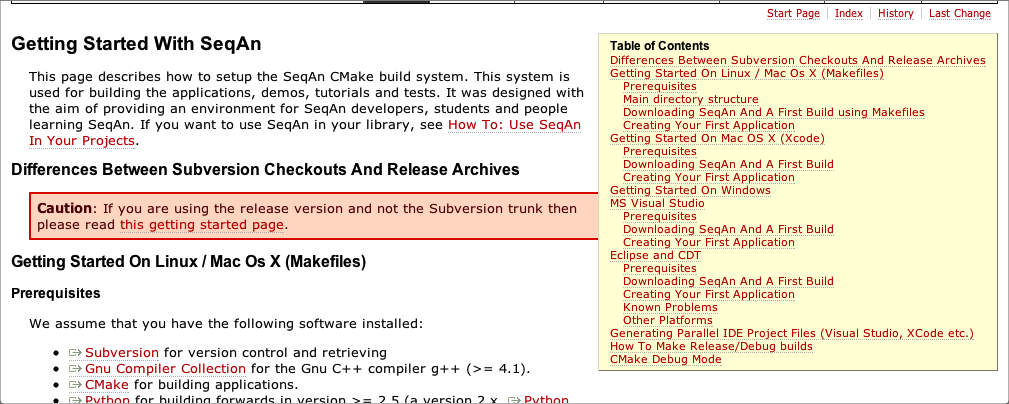 Start Page Index History Last Change
Getting Started With SeqAn
This page describes how to setup the SeqAn CMake build system. This system is
used for building the applications, demos, tutorials and tests. It was designed with
the aim of providing an environment for SeqAn developers, students and people
learning SeqAn. If you want to use SeqAn in your library, see How To: Use SeqAn
In Your Projects.
Differences Between Subversion Checkouts And Release Archives
Caution: If you are using the release version and not the Subversion trunk then
please read this getting started page.
Getting Started On Linux / Mac Os X (Makefiles)
Prerequisites
We assume that you have the following software installed:
• Subversion for version control and retrieving
• Gnu Compiler Collection for the Gnu C++ compiler g++ (>= 4.1).
• CMake for building applications.
• Python for building forwards in version >= 2.5 (a version 2.x, Python
Table of Contents
Differences Between Subversion Checkouts And Release Archives
Getting Started On Linux / Mac Os X (Makefiles)
Prerequisites
Main directory structure
Downloading SeqAn And A First Build using Makefiles
Creating Your First Application
Getting Started On Mac OS X (Xcode)
Prerequisites
Downloading SeqAn And A First Build
Creating Your First Application
Getting Started On Windows
MS Visual Studio
Prerequisites
Downloading SeqAn And A First Build
Creating Your First Application
Eclipse and CDT
Prerequisites
Downloading SeqAn And A First Build
Creating Your First Application
Known Problems
Other Platforms
Generating Parallel IDE Project Files (Visual Studio, XCode etc.)
How To Make Release/Debug builds
CMake Debug Mode